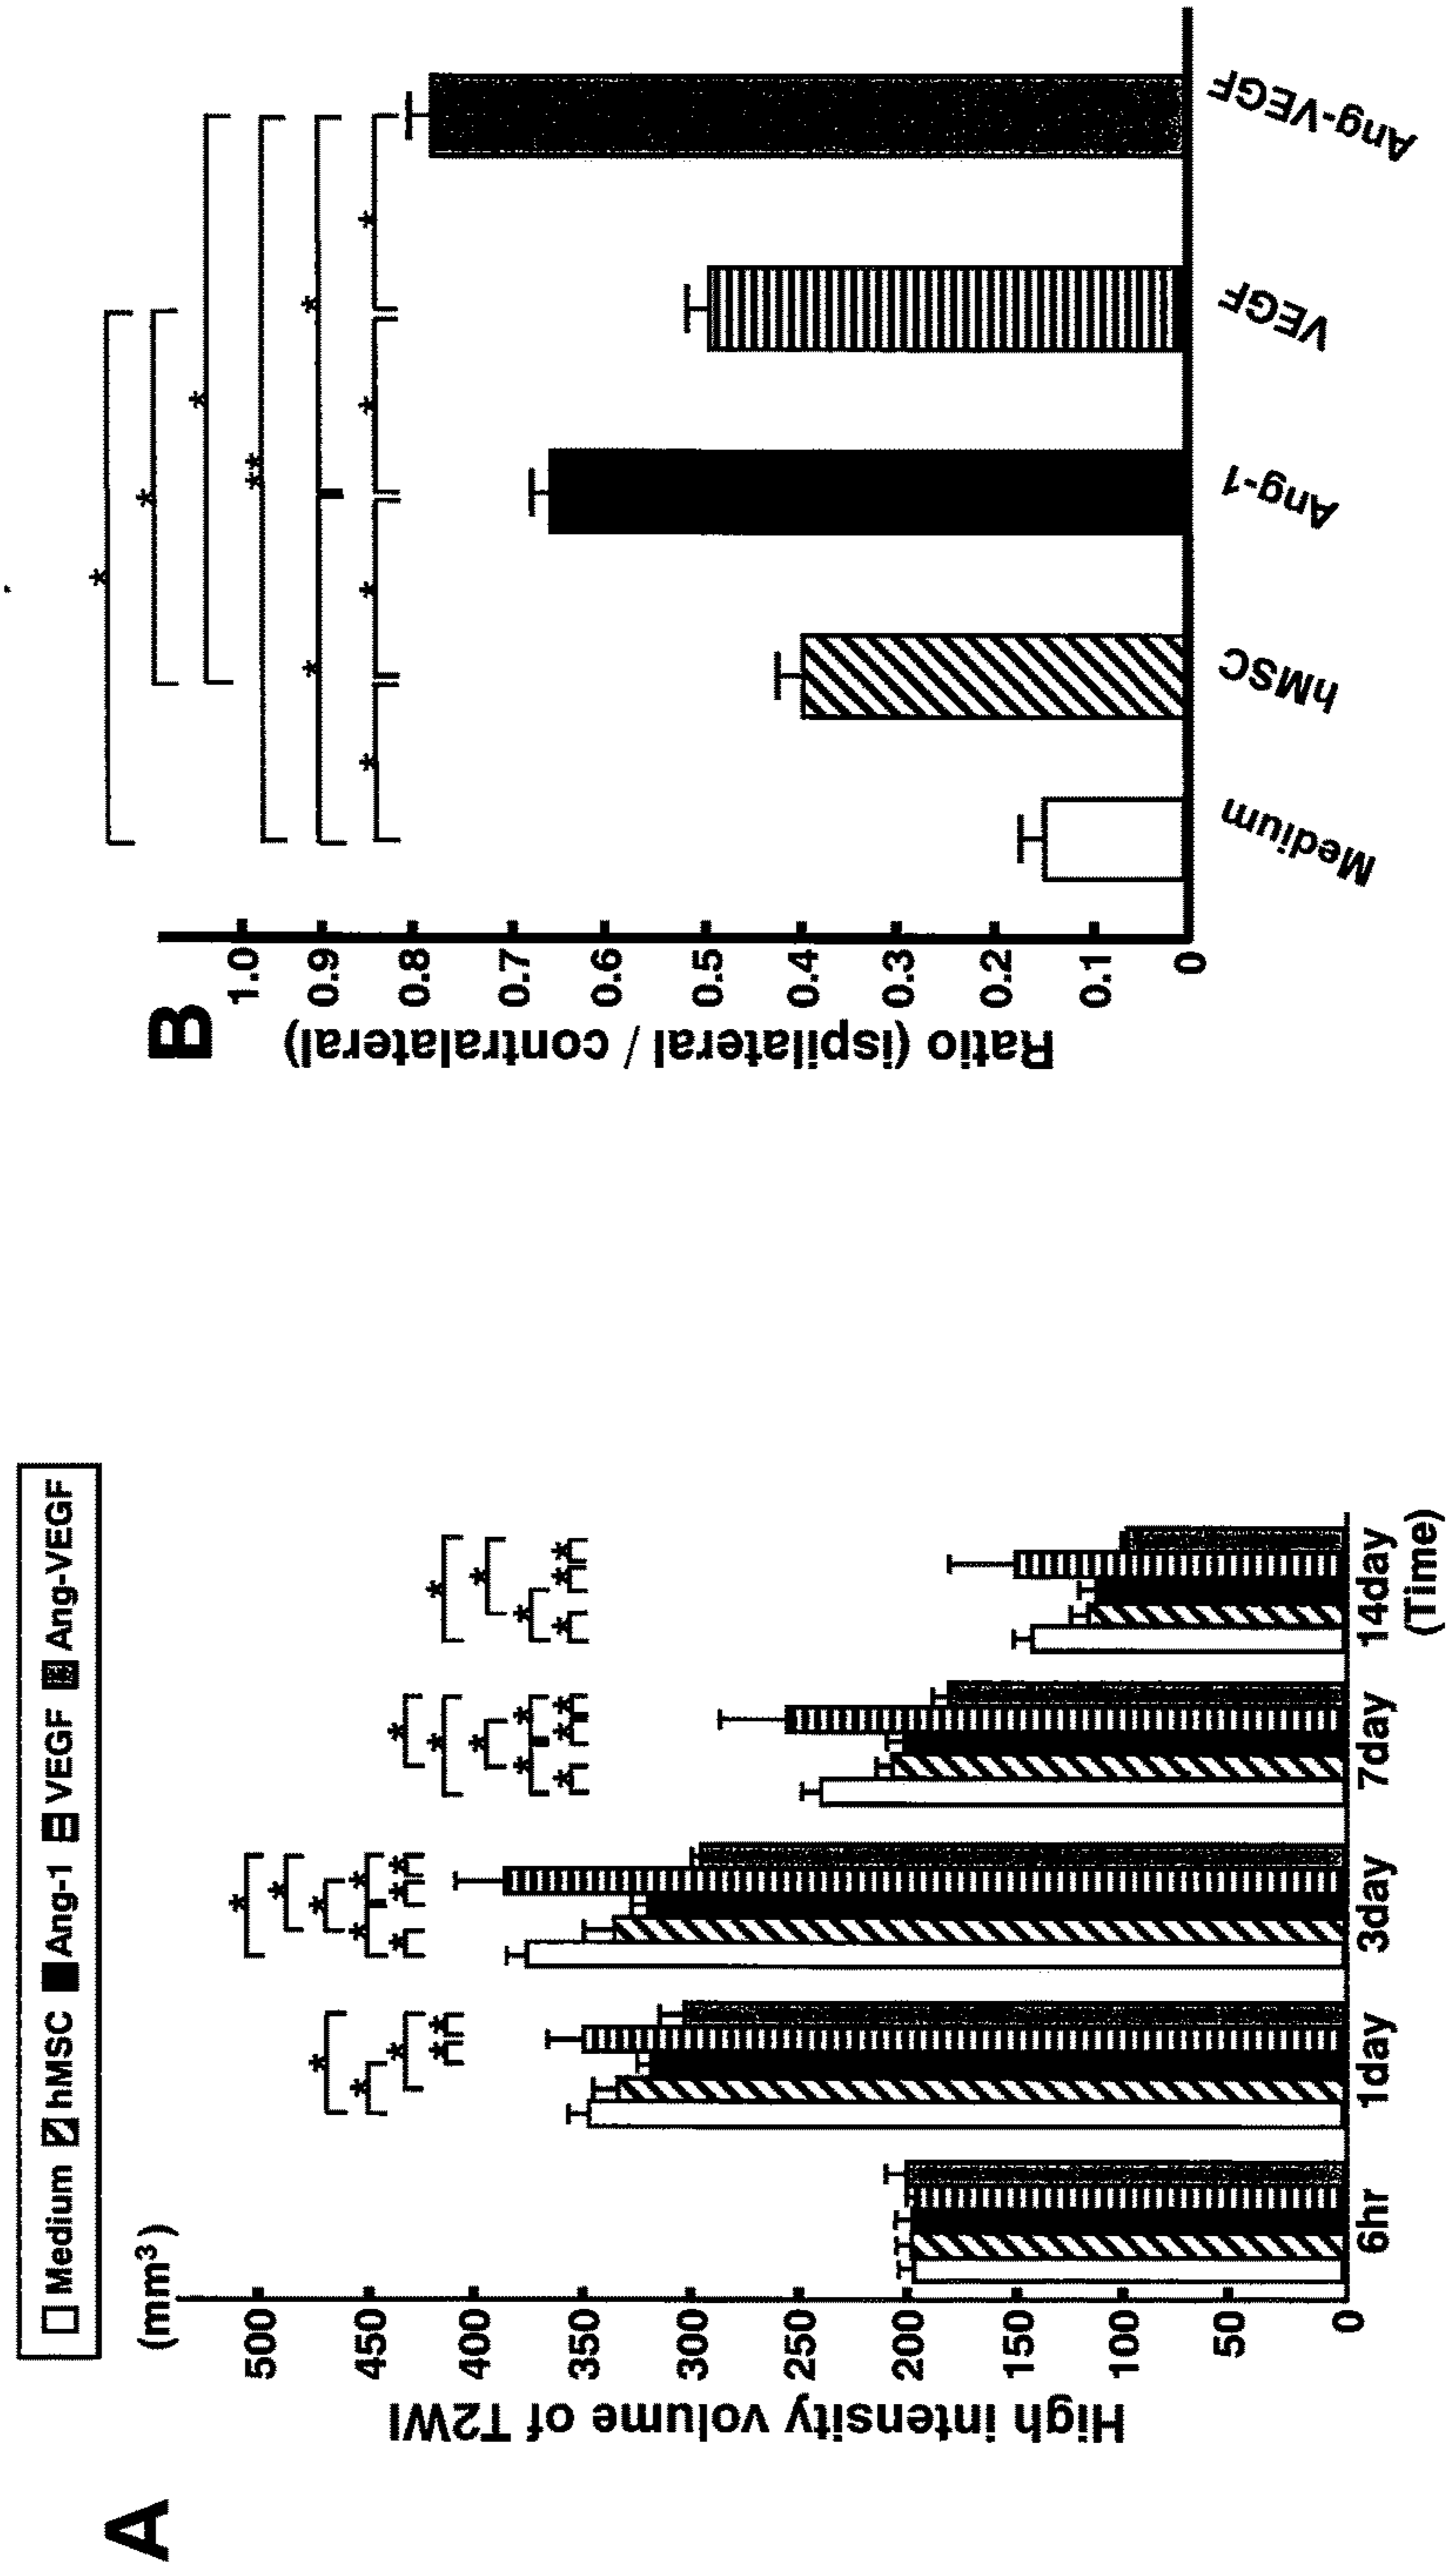 Medium hMSC Ang-1 VEGF Ang-VEGF
A
(mm³)
High intensity volume of T2WI
500
450
400
350
300
250
200
150
100
50
0
6hr 1day 3day 7day 14day
(Time)
B
Ratio (ispilateral / contralateral)
1.0
0.9
0.8
0.7
0.6
0.5
0.4
0.3
0.2
0.1
0
Medium hMSC Ang-1 VEGF Ang-VEGF